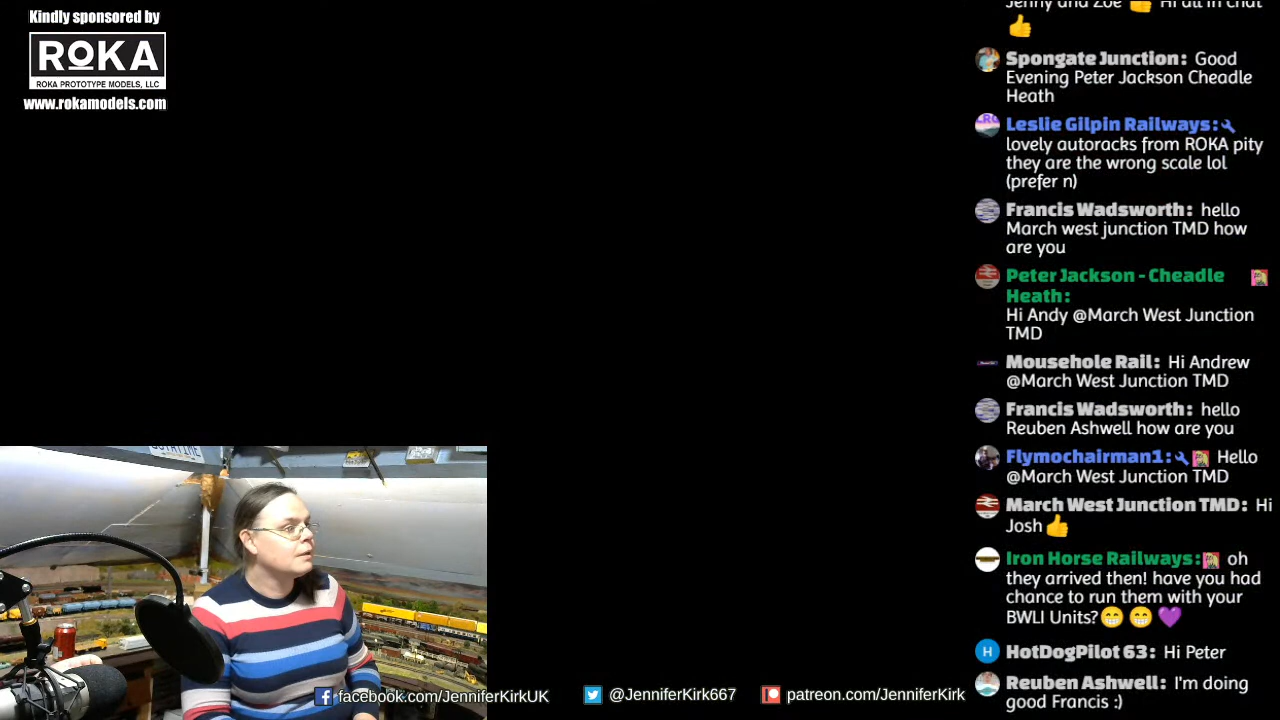 Kindly sponsored by
ROKA
ROKA PROTOTYPE MODELS, LLC
www.rokamodels.com
Jenny and Zoe 👍 Hi all in chat
👍
Spongate Junction: Good
Evening Peter Jackson Cheadle
Heath
Leslie Gilpin Railways:
lovely autoracks from ROKA pity
they are the wrong scale lol
(prefer n)
Francis Wadsworth: hello
March west junction TMD how
are you
Peter Jackson - Cheadle
Heath:
Hi Andy @March West Junction
TMD
Mousehole Rail: Hi Andrew
@March West Junction TMD
Francis Wadsworth: hello
Reuben Ashwell how are you
Flymochairman1: Hello
@March West Junction TMD
March West Junction TMD: Hi
Josh 👍
Iron Horse Railways: oh
they arrived then! have you had
chance to run them with your
BWLI Units?😁 😁 💜
H
HotDogPilot 63: Hi Peter
Reuben Ashwell: I'm doing
good Francis :)
facebook.com/JenniferKirkUK
@JenniferKirk667
patreon.com/JenniferKirk